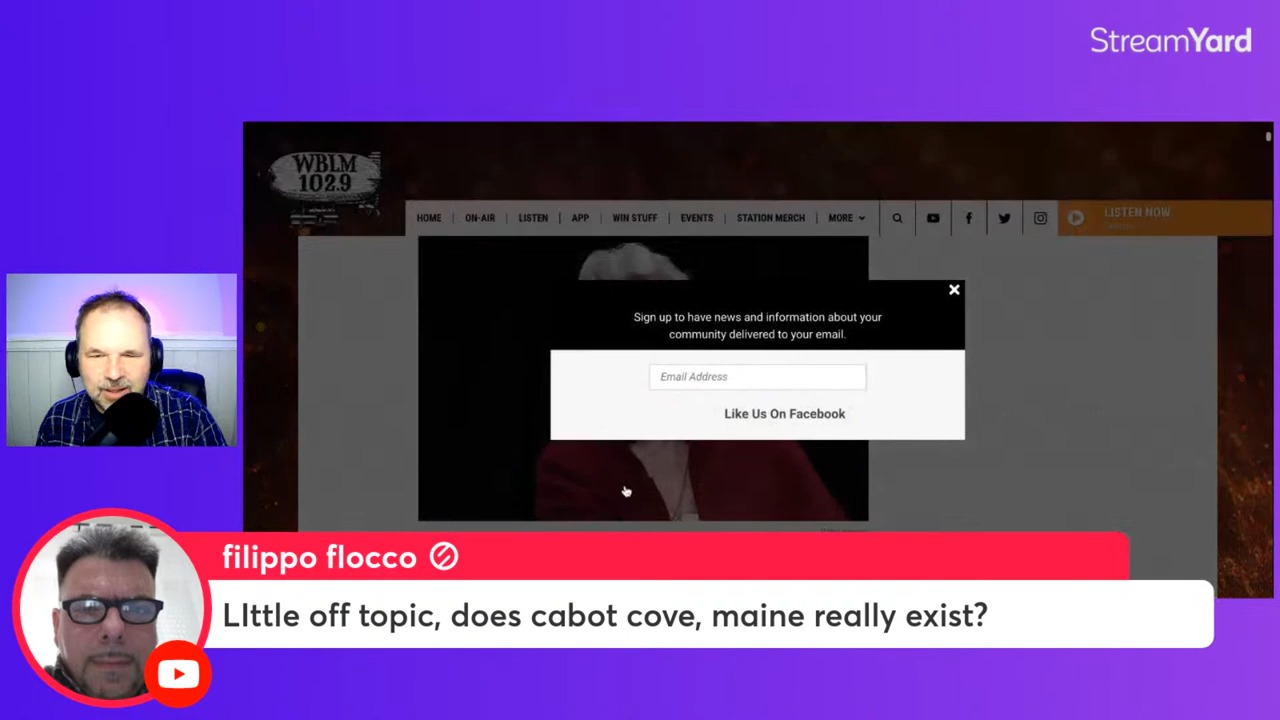 StreamYard
WBLM
102.9
HOME
ON-AIR
LISTEN
APP
WIN STUFF
EVENTS
STATION MERCH
MORE
LISTEN NOW
Sign up to have news and information about your
community delivered to your email.
Email Address
Like Us On Facebook
filippo flocco
LIttle off topic, does cabot cove, maine really exist?